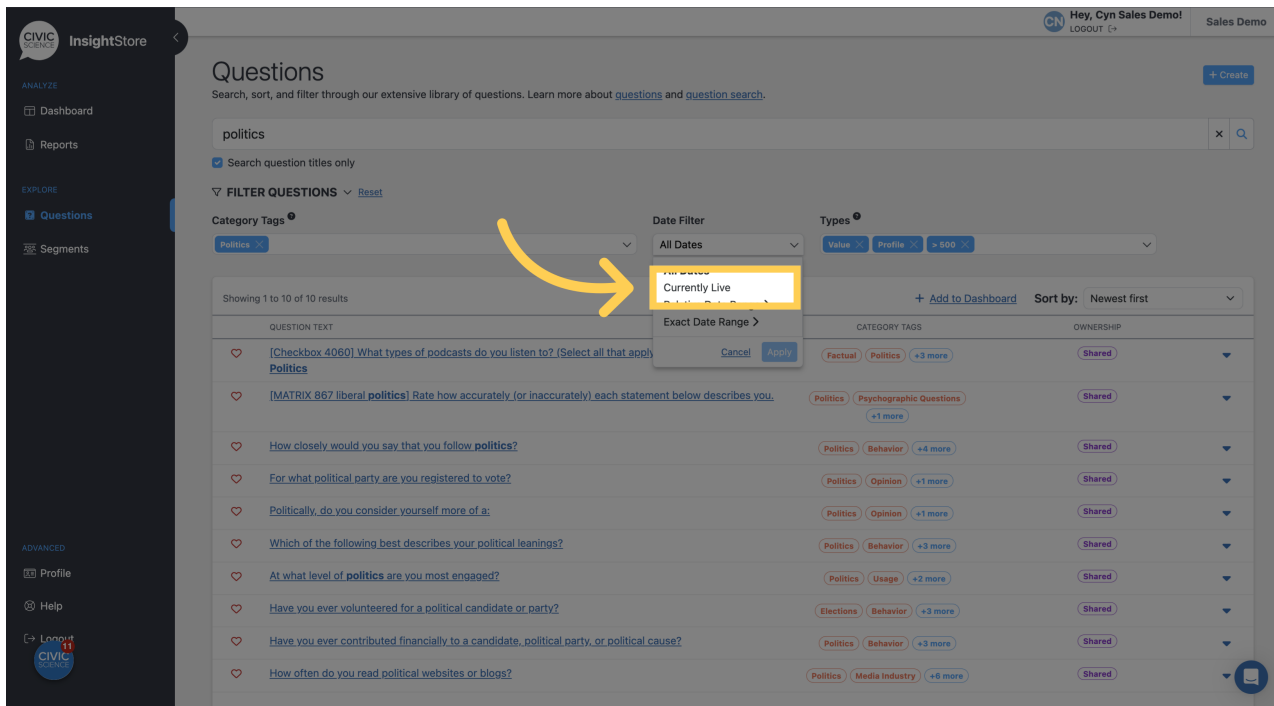 CIVIC
SCIENCE
InsightStore
Hey, Cyn Sales Demo!
CN
LOGOUT
Sales Demo
ANALYZE
Dashboard
Reports
EXPLORE
Questions
Segments
ADVANCED
Profile
Help
Logout
11
CIVIC
SCIENCE
Questions
+ Create
Search, sort, and filter through our extensive library of questions. Learn more about questions and question search.
politics
Search question titles only
FILTER QUESTIONS Reset
Category Tags
Date Filter
Types
Politics
All Dates
Value Profile > 500
All Dates
Currently Live
Relative Date Range >
Exact Date Range >
Cancel Apply
Showing 1 to 10 of 10 results
+ Add to Dashboard
Sort by: Newest first
QUESTION TEXT CATEGORY TAGS OWNERSHIP
[Checkbox 4060] What types of podcasts do you listen to? (Select all that apply
Politics
Factual Politics +3 more
Shared
[MATRIX 867 liberal politics] Rate how accurately (or inaccurately) each statement below describes you.
Politics Psychographic Questions
+1 more
Shared
How closely would you say that you follow politics?
Politics Behavior +4 more
Shared
For what political party are you registered to vote?
Politics Opinion +1 more
Shared
Politically, do you consider yourself more of a:
Politics Opinion +1 more
Shared
Which of the following best describes your political leanings?
Politics Behavior +3 more
Shared
At what level of politics are you most engaged?
Politics Usage +2 more
Shared
Have you ever volunteered for a political candidate or party?
Elections Behavior +3 more
Shared
Have you ever contributed financially to a candidate, political party, or political cause?
Politics Behavior +3 more
Shared
How often do you read political websites or blogs?
Politics Media Industry +6 more
Shared